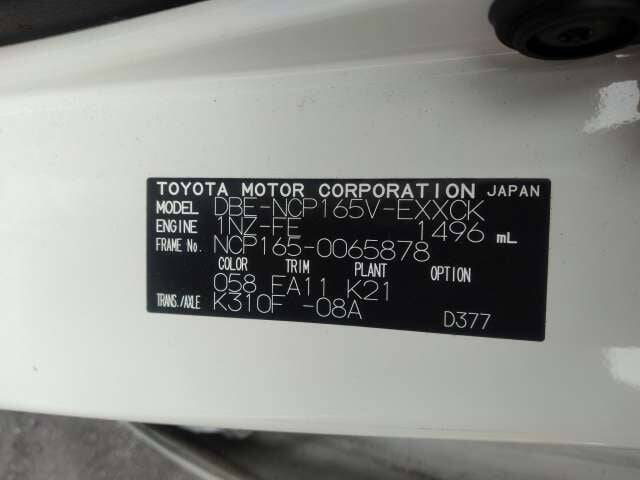 TOYOTA MOTOR CORPORATION JAPAN
MODEL DBE-NCP165V-EXXCK
ENGINE 1NZ-FE 1496 mL
FRAME No. NCP165-0065878
COLOR TRIM PLANT OPTION
058 FA11 K21
TRANS./AXLE K310F -08A
D377